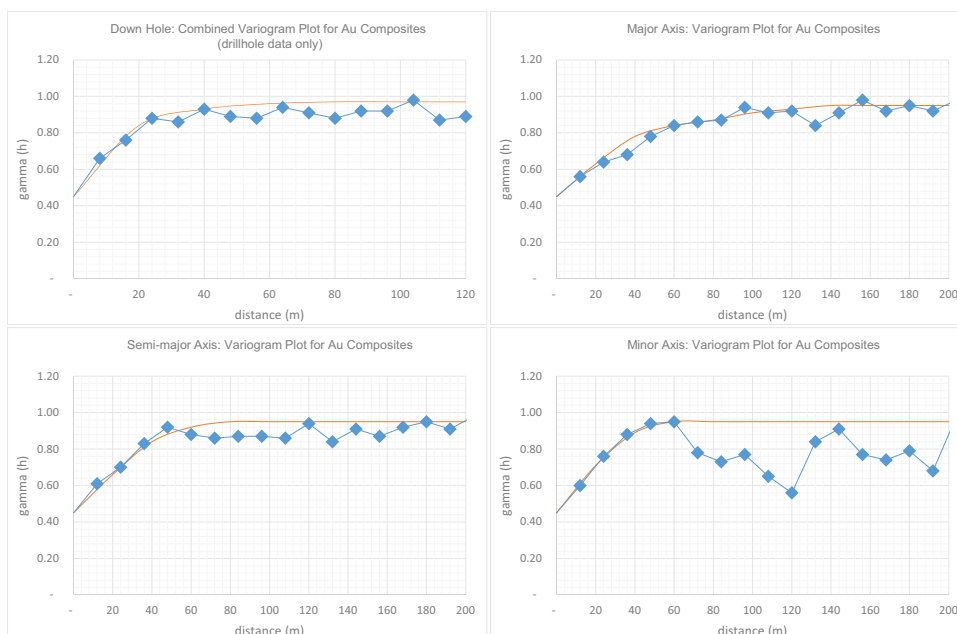 Down Hole: Combined Variogram Plot for Au Composites
(drillhole data only)
1.20
1.00
0.80
0.60
0.40
0.20
-
gamma (h)
- 20 40 60 80 100 120
distance (m)
Major Axis: Variogram Plot for Au Composites
1.20
1.00
0.80
0.60
0.40
0.20
-
gamma (h)
- 20 40 60 80 100 120 140 160 180 200
distance (m)
Semi-major Axis: Variogram Plot for Au Composites
1.20
1.00
0.80
0.60
0.40
0.20
-
gamma (h)
- 20 40 60 80 100 120 140 160 180 200
distance (m)
Minor Axis: Variogram Plot for Au Composites
1.20
1.00
0.80
0.60
0.40
0.20
-
gamma (h)
- 20 40 60 80 100 120 140 160 180 200
distance (m)